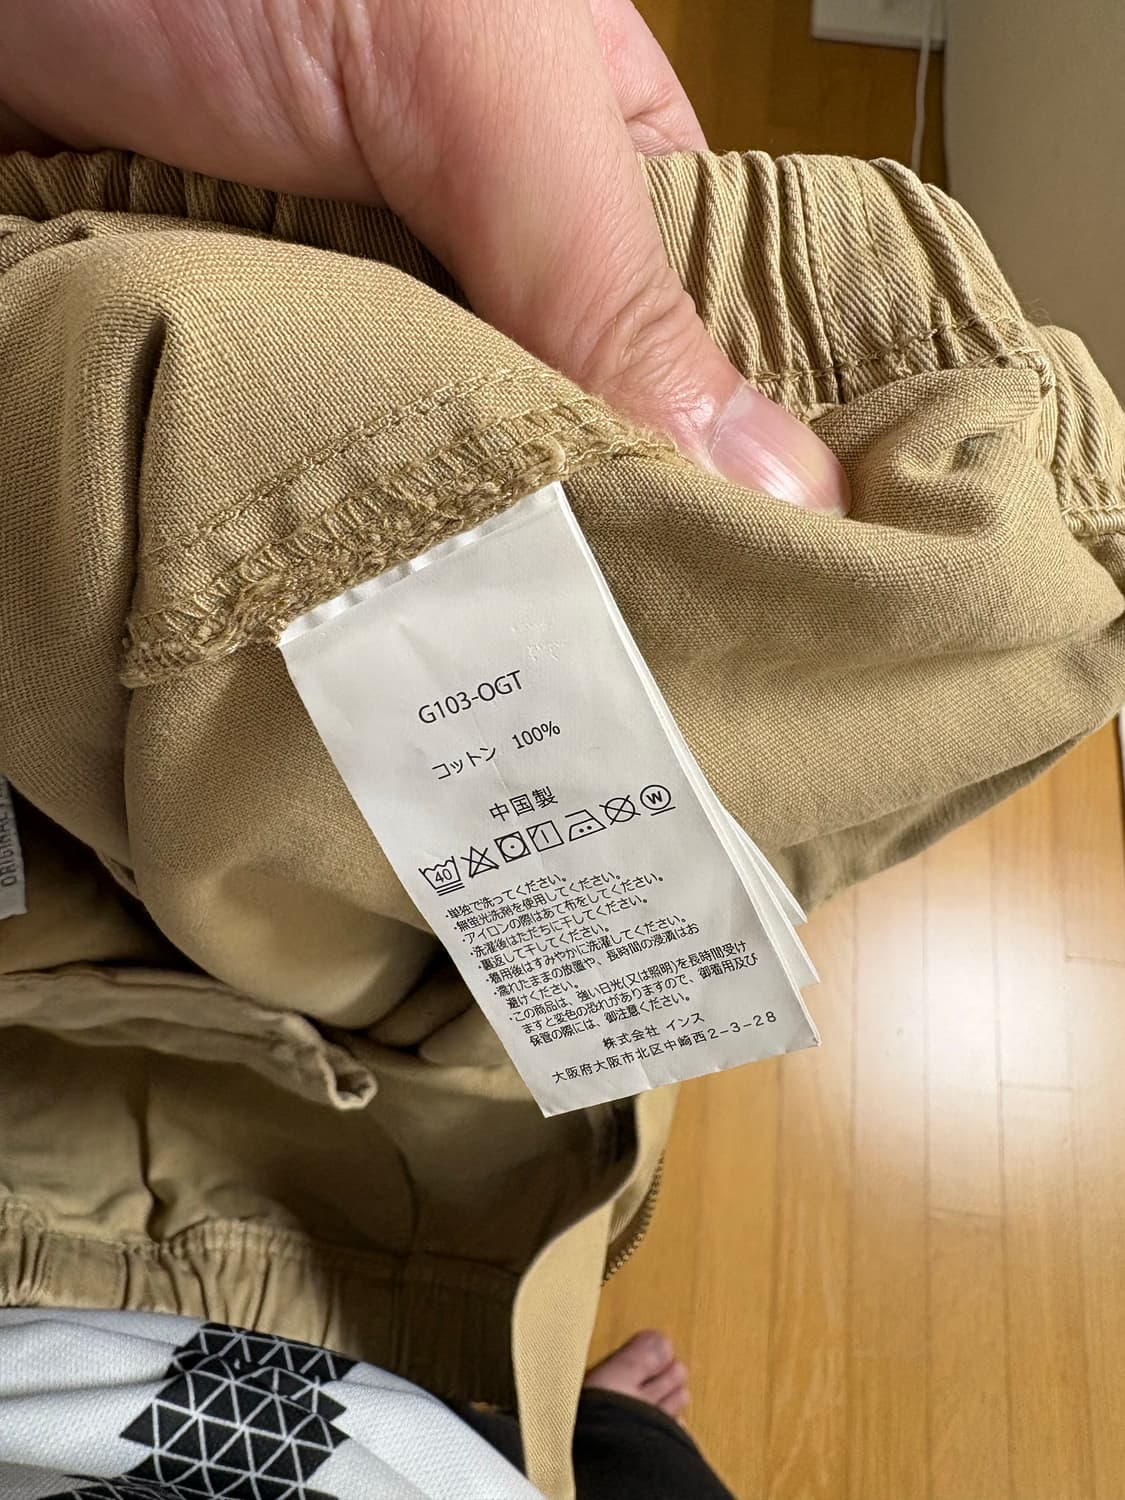 G103-OGT
コットン 100%
中国製
40 W
・単独で洗ってください。
・無蛍光洗剤を使用してください。
・アイロンの際はあて布をしてください。
・洗濯後はただちに干してください。
・裏返して干してください。
・着用後はすみやかに洗濯してください。
・濡れたままの放置や、長時間の浸漬はお
避けください。
・この商品は、強い日光(又は照明)を長時間受け
ますと変色の恐れがありますので、御着用及び
保管の際には、御注意ください。
株式会社 インス
大阪府大阪市北区中崎西2-3-28
ORIGINAL